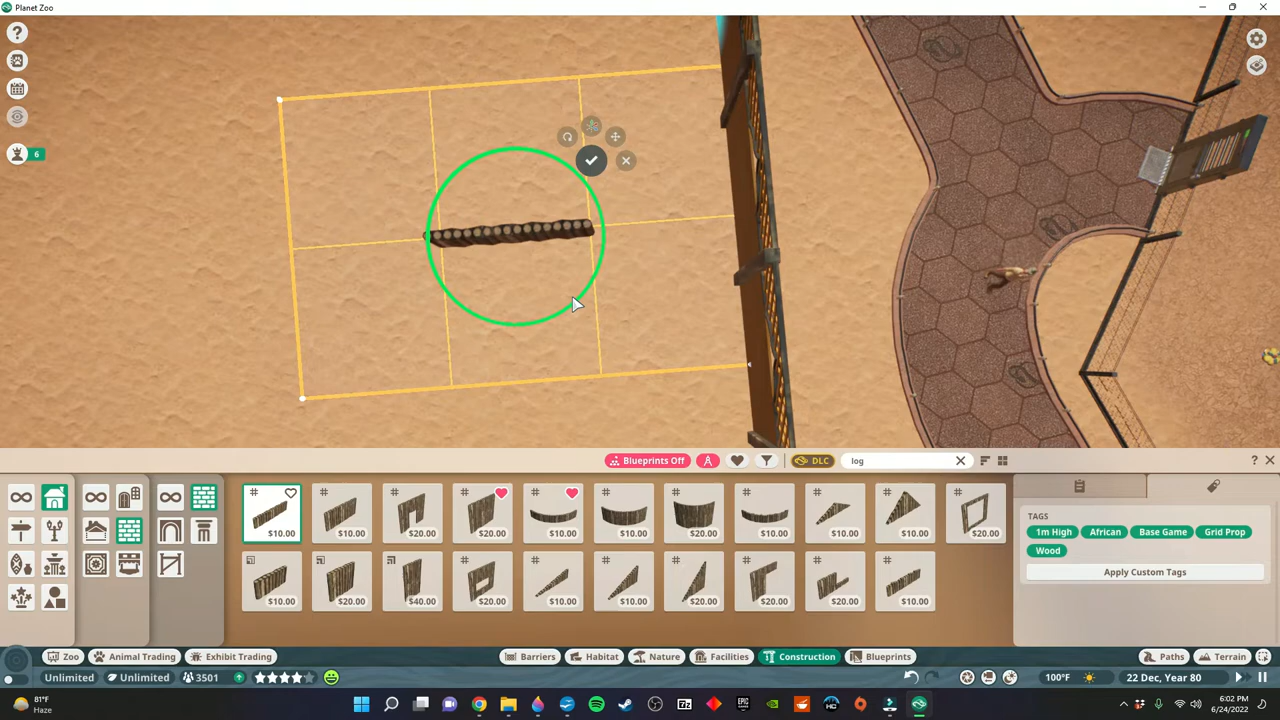 Planet Zoo
6
Blueprints Off
DLC
log
$10.00
$10.00
$20.00
$20.00
$10.00
$10.00
$20.00
$10.00
$10.00
$10.00
$20.00
$10.00
$20.00
$40.00
$20.00
$10.00
$10.00
$20.00
$20.00
$20.00
$10.00
TAGS
1m High
African
Base Game
Grid Prop
Wood
Apply Custom Tags
Zoo
Animal Trading
Exhibit Trading
Barriers
Habitat
Nature
Facilities
Construction
Blueprints
Paths
Terrain
Unlimited
Unlimited
3501
100°F
22 Dec, Year 80
81°F
Haze
6:02 PM
6/24/2022